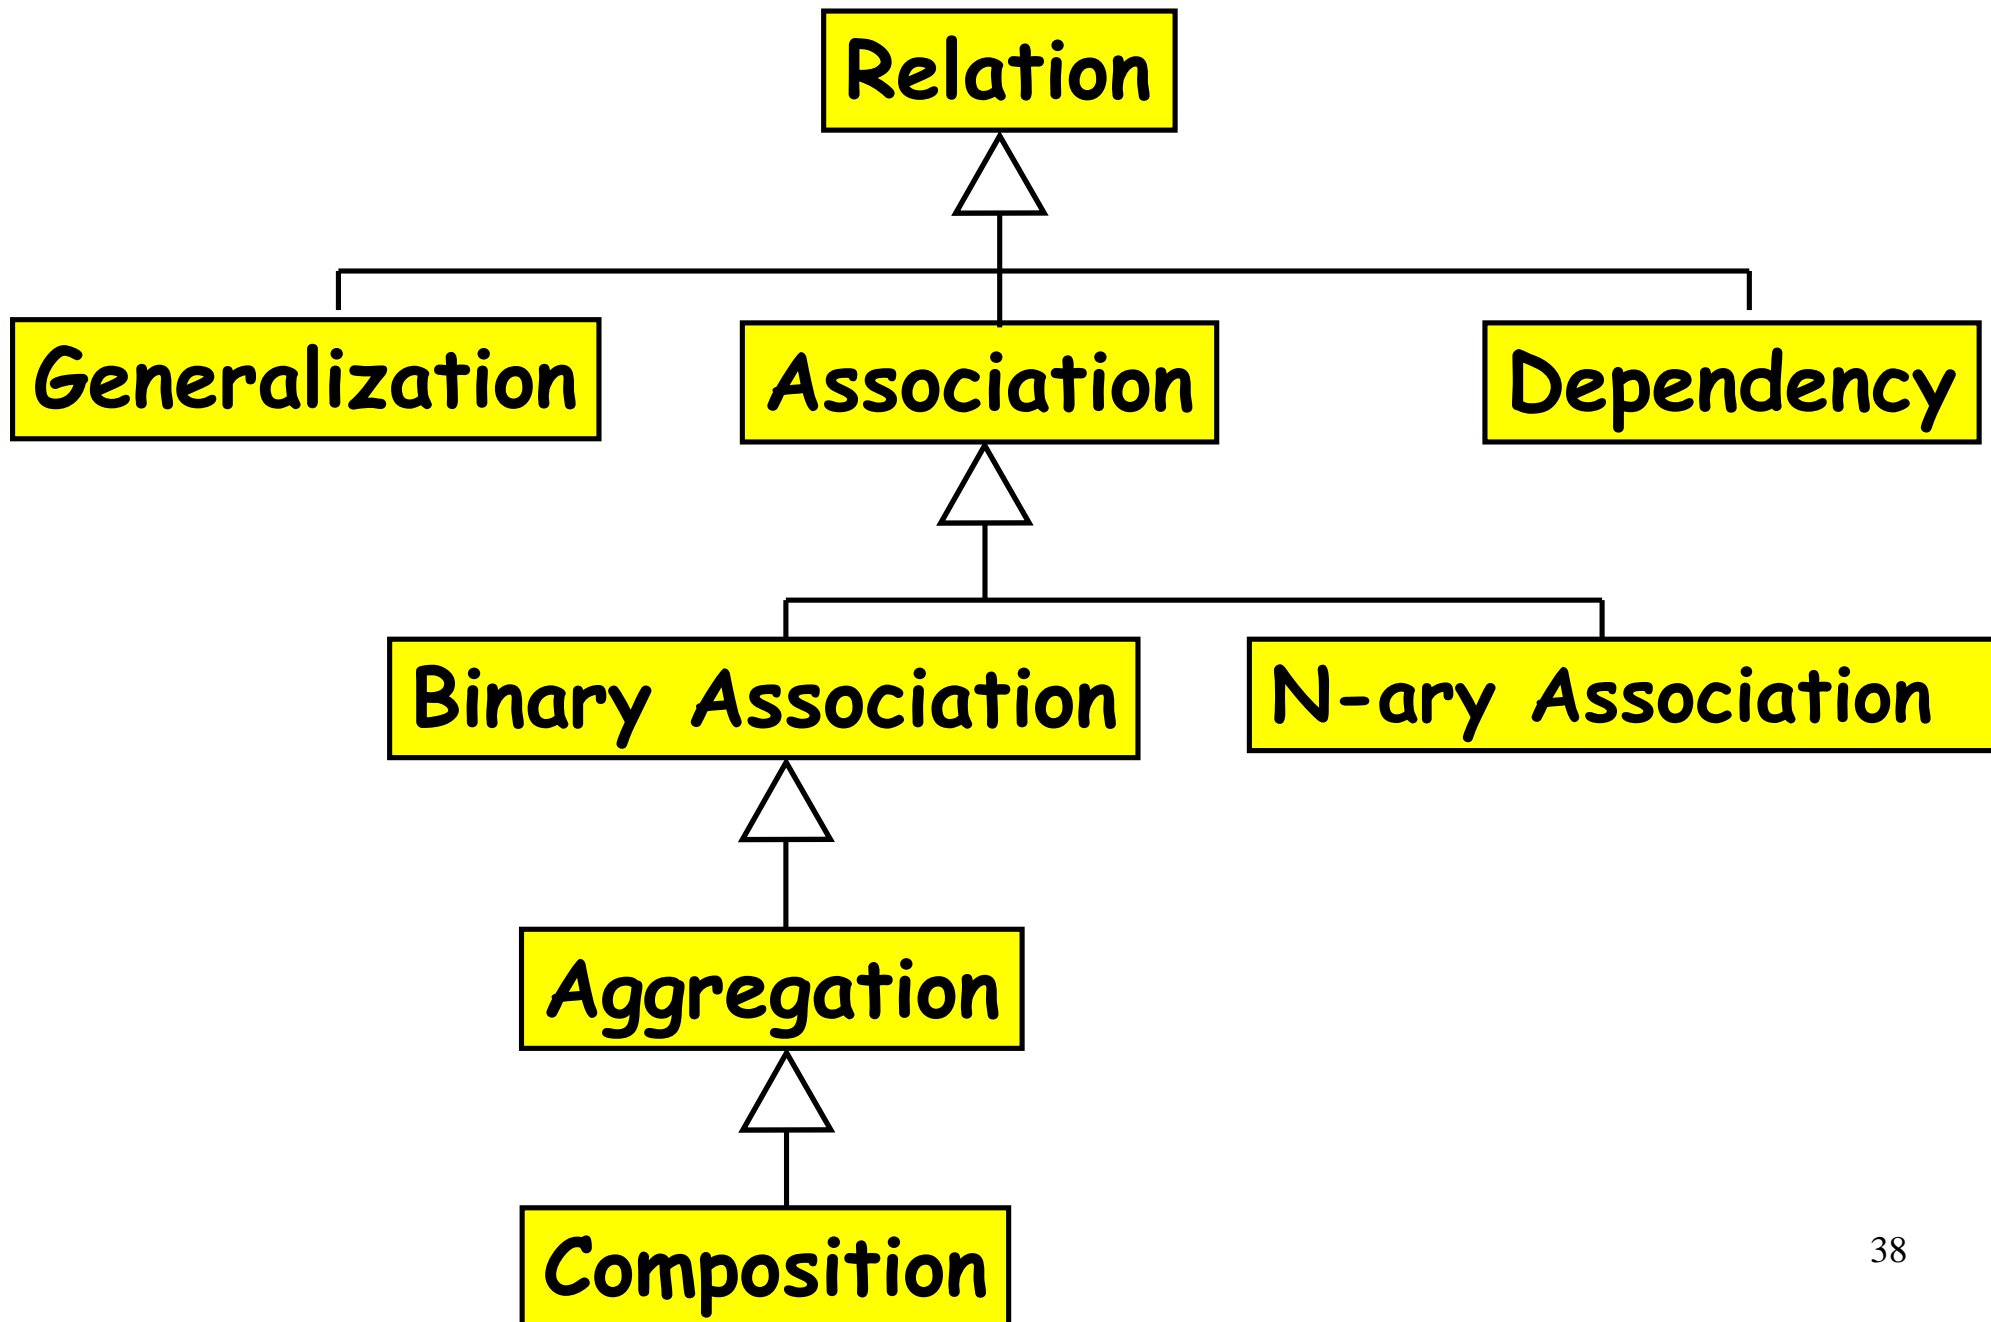 Relation
Generalization
Association
Dependency
Binary Association
N-ary Association
Aggregation
Composition
38